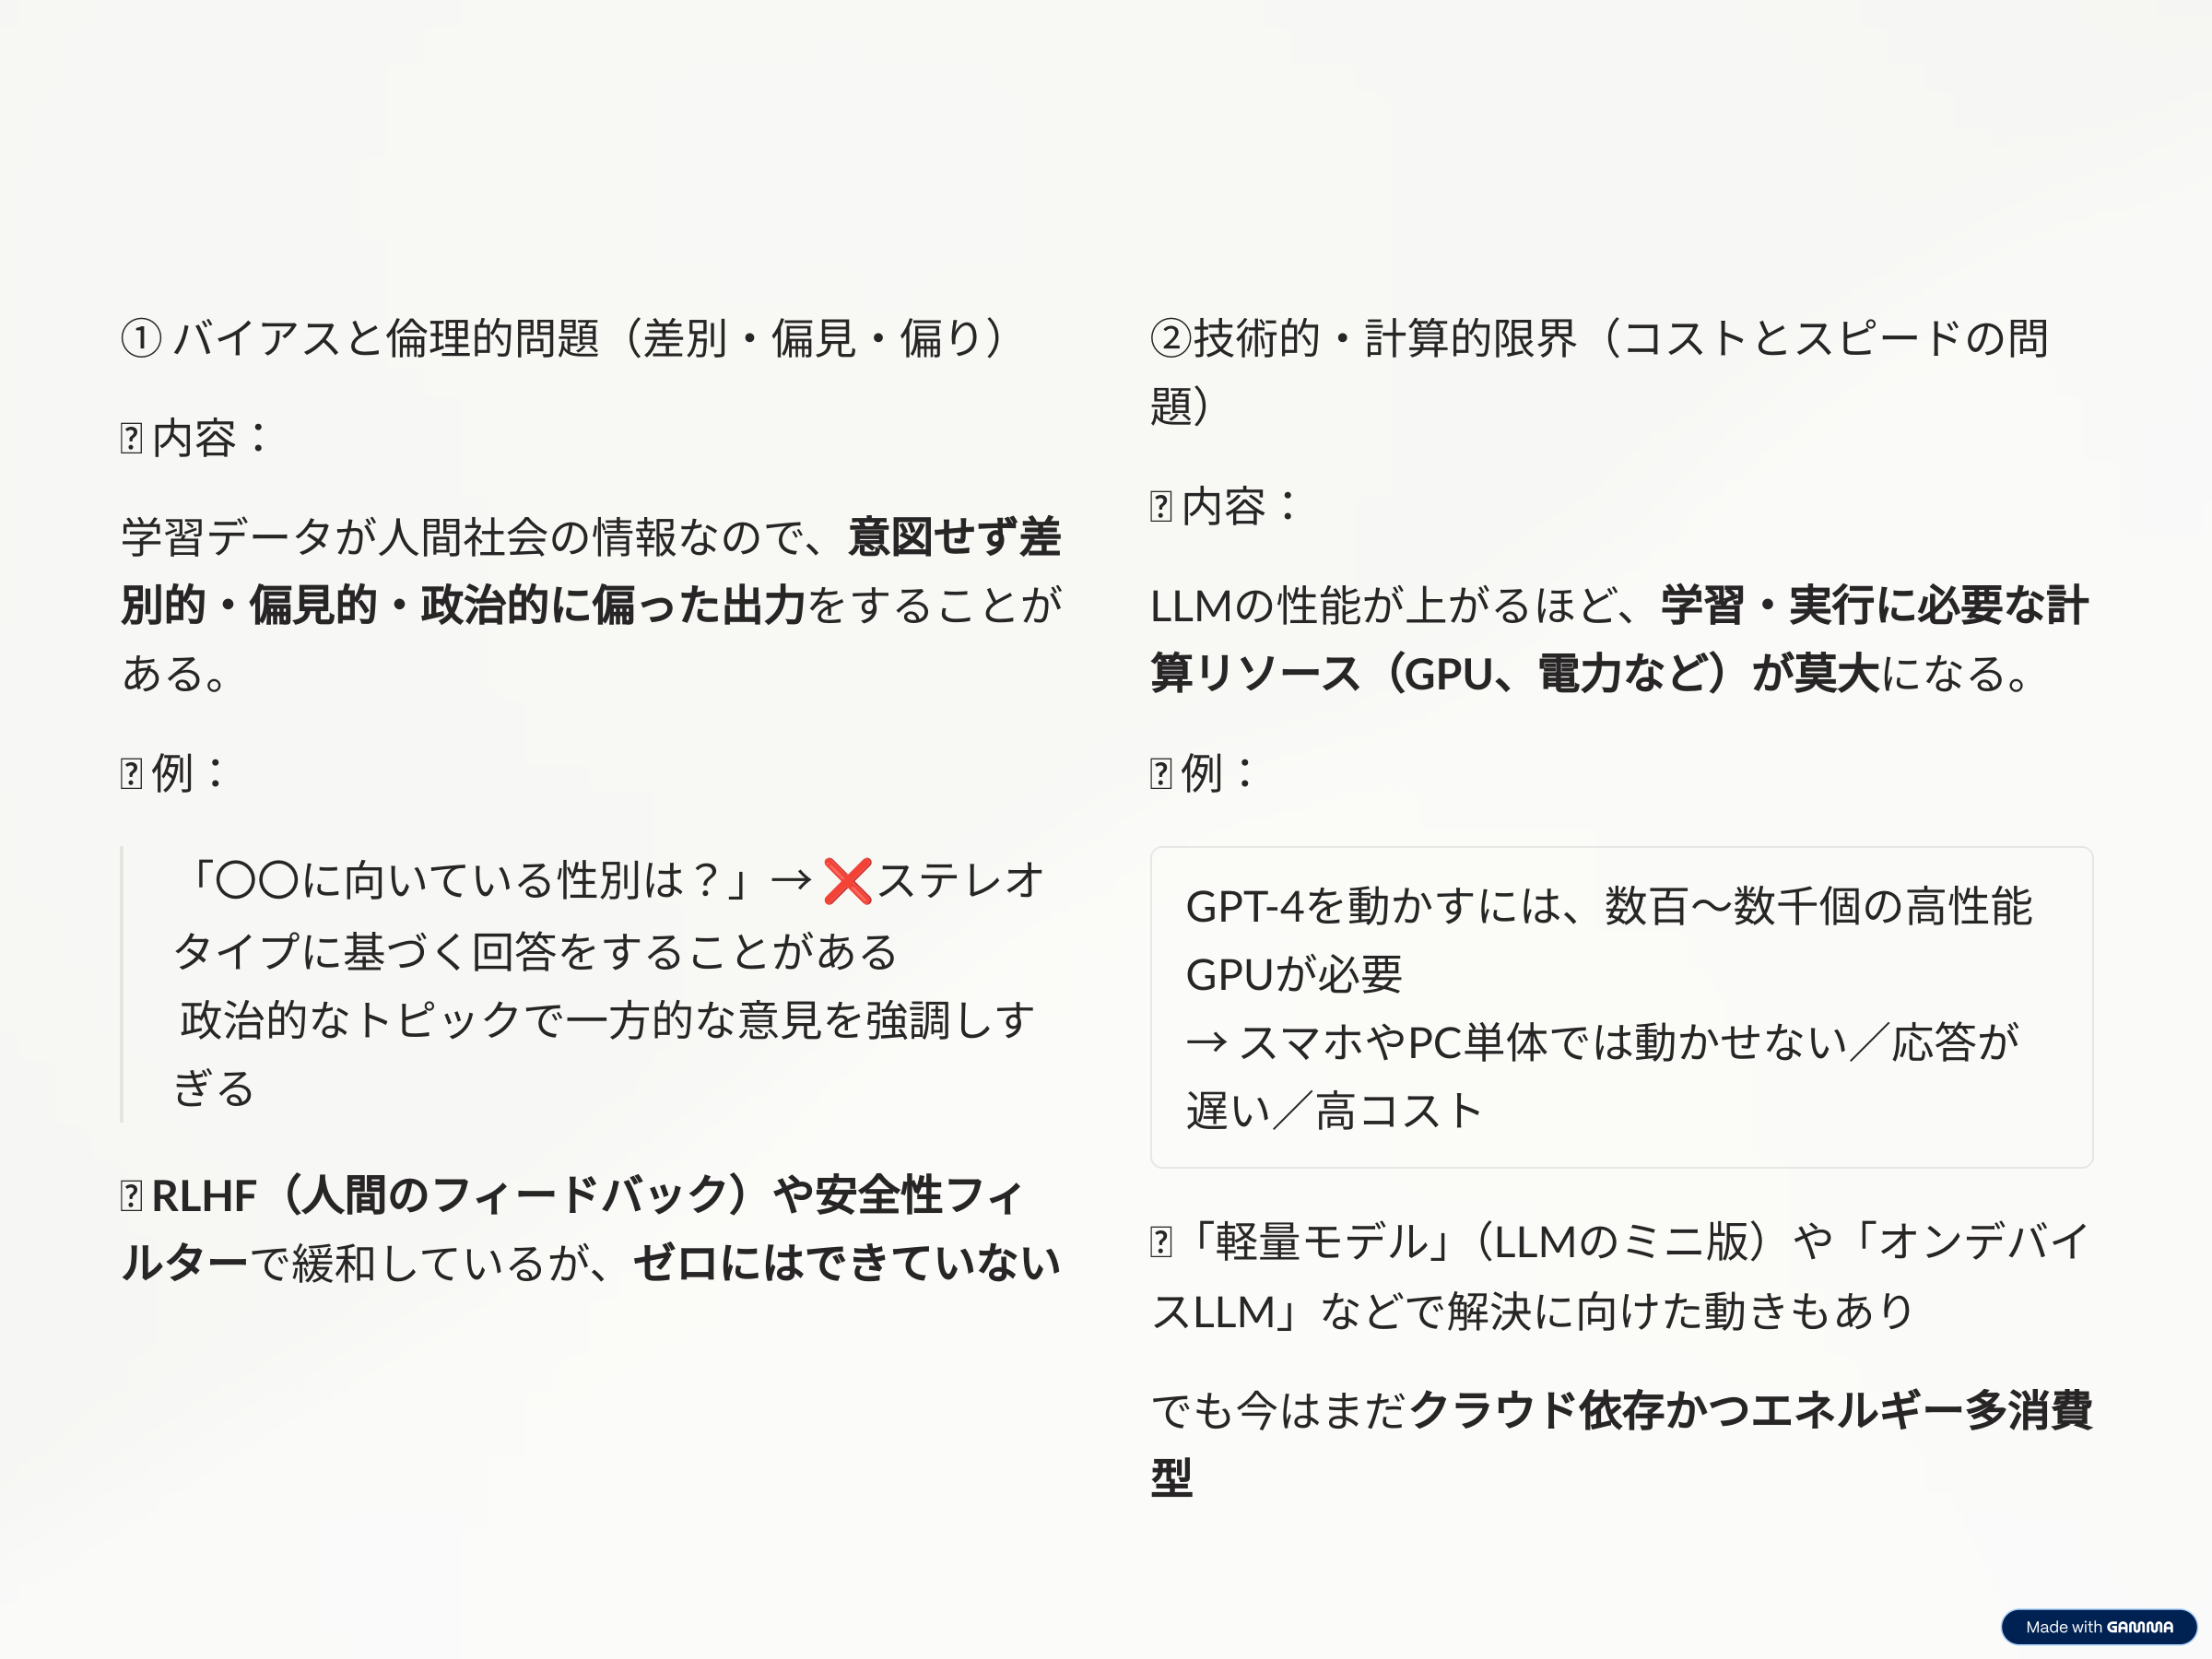 ① バイアスと倫理的問題（差別・偏見・偏り）
内容：
学習データが人間社会の情報なので、意図せず差
別的・偏見的・政治的に偏った出力をすることが
ある。
例：
「〇〇に向いている性別は？」→ ❌ステレオ
タイプに基づく回答をすることがある
政治的なトピックで一方的な意見を強調しす
ぎる
RLHF（人間のフィードバック）や安全性フィ
ルターで緩和しているが、ゼロにはできていない
②技術的・計算的限界（コストとスピードの問
題）
内容：
LLMの性能が上がるほど、学習・実行に必要な計
算リソース（GPU、電力など）が莫大になる。
例：
GPT-4を動かすには、数百〜数千個の高性能
GPUが必要
→ スマホやPC単体では動かせない／応答が
遅い／高コスト
「軽量モデル」（LLMのミニ版）や「オンデバイ
スLLM」などで解決に向けた動きもあり
でも今はまだクラウド依存かつエネルギー多消費
型
Made with GAMMA